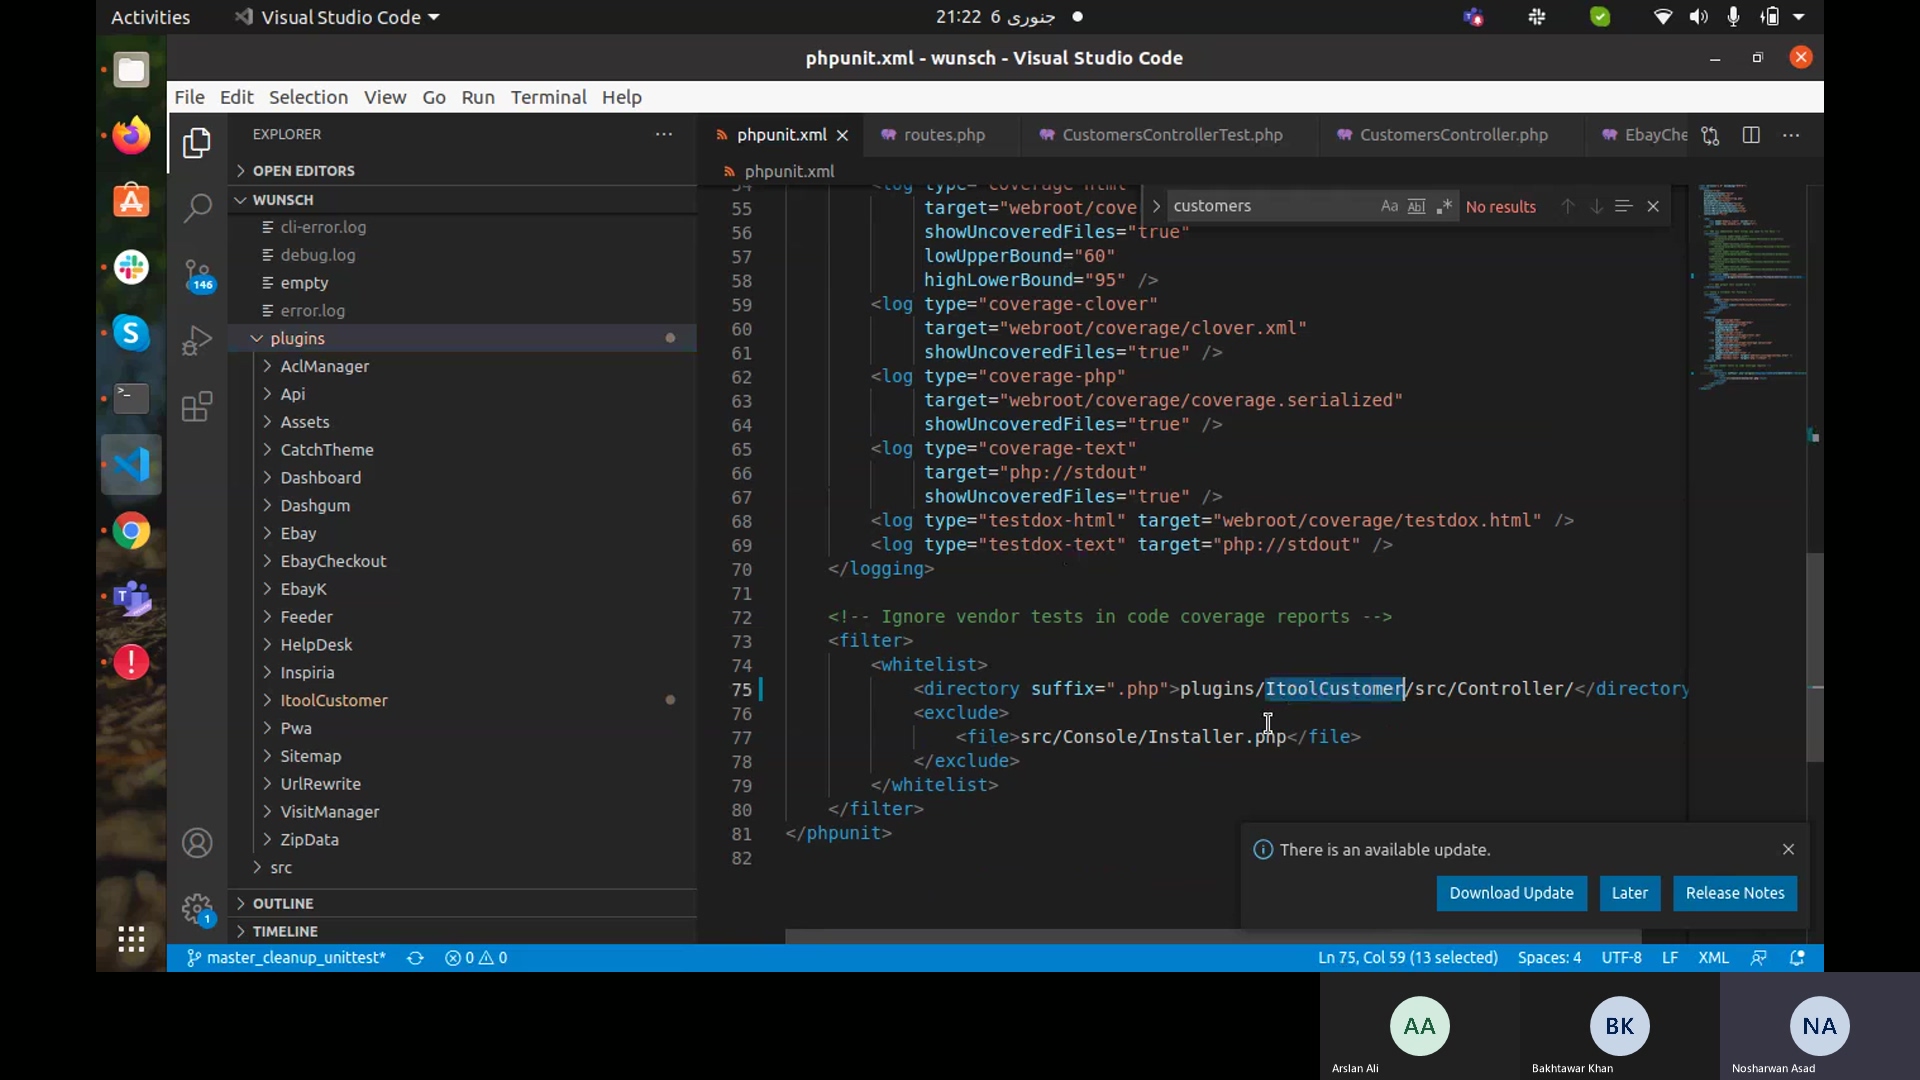 Activities
Visual Studio Code
21:22 6 جنوری
phpunit.xml - wunsch - Visual Studio Code
File Edit Selection View Go Run Terminal Help
EXPLORER
phpunit.xml
routes.php
CustomersControllerTest.php
CustomersController.php
EbayChe
OPEN EDITORS
phpunit.xml
WUNSCH
customers
Aa
No results
cli-error.log
debug.log
empty
error.log
plugins
AclManager
Api
Assets
CatchTheme
Dashboard
Dashgum
Ebay
EbayCheckout
EbayK
Feeder
HelpDesk
Inspiria
ItoolCustomer
Pwa
Sitemap
UrlRewrite
VisitManager
ZipData
src
OUTLINE
TIMELINE
146
1
54 <log type="coverage-html"
55 target="webroot/cove
56 showUncoveredFiles="true"
57 lowUpperBound="60"
58 highLowerBound="95" />
59 <log type="coverage-clover"
60 target="webroot/coverage/clover.xml"
61 showUncoveredFiles="true" />
62 <log type="coverage-php"
63 target="webroot/coverage/coverage.serialized"
64 showUncoveredFiles="true" />
65 <log type="coverage-text"
66 target="php://stdout"
67 showUncoveredFiles="true" />
68 <log type="testdox-html" target="webroot/coverage/testdox.html" />
69 <log type="testdox-text" target="php://stdout" />
70 </logging>
71
72 <!-- Ignore vendor tests in code coverage reports -->
73 <filter>
74 <whitelist>
75 <directory suffix=".php">plugins/ItoolCustomer/src/Controller/</directory
76 <exclude>
77 <file>src/Console/Installer.php</file>
78 </exclude>
79 </whitelist>
80 </filter>
81 </phpunit>
82
There is an available update.
Download Update
Later
Release Notes
master_cleanup_unittest*
0 0
Ln 75, Col 59 (13 selected)
Spaces: 4
UTF-8
LF
XML
AA
Arslan Ali
BK
Bakhtawar Khan
NA
Nosharwan Asad